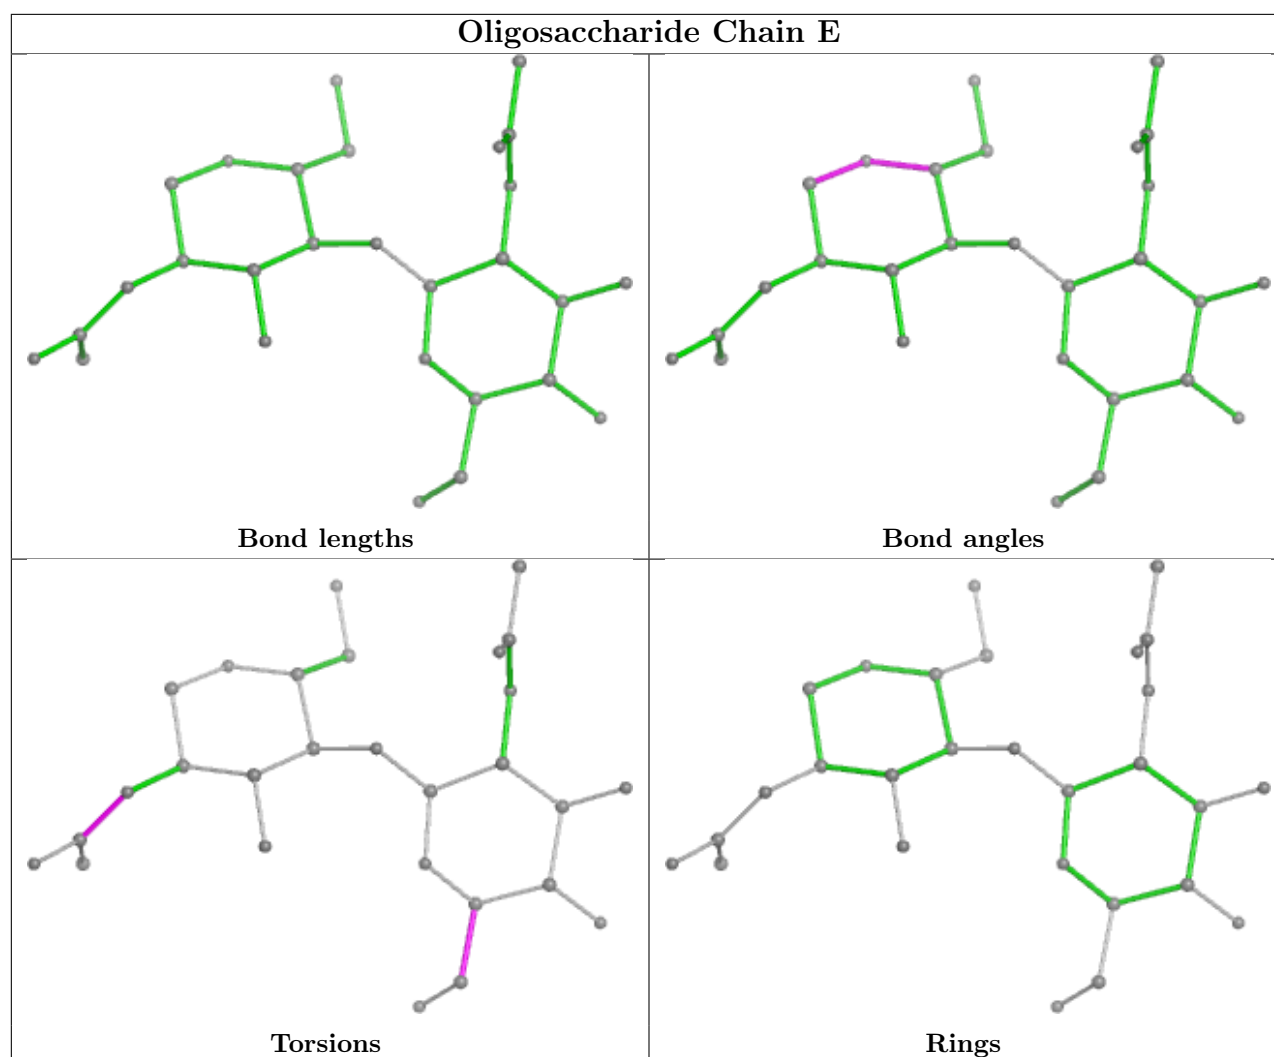 Oligosaccharide Chain E
Bond lengths
Bond angles
Torsions
Rings